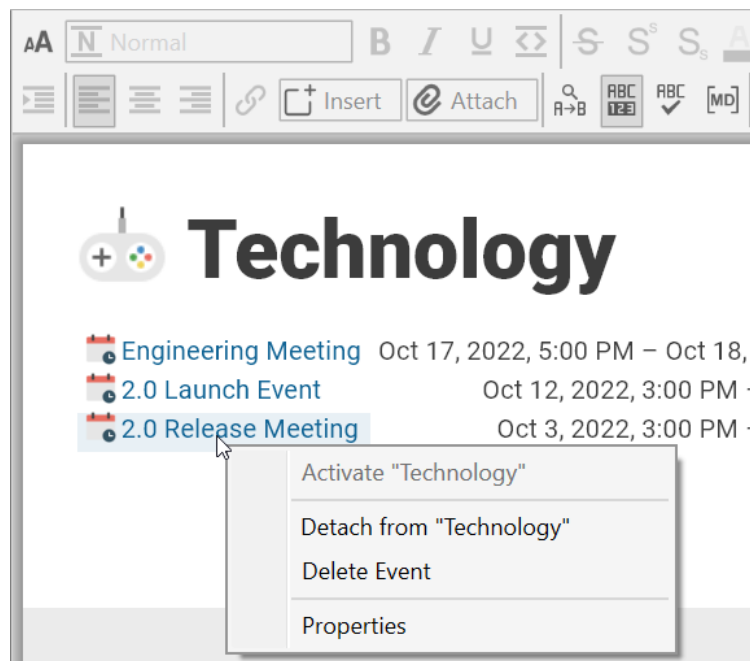 AA N Normal B I U <> S S^s S_s A
Insert Attach A→B ABC 123 ABC [MD]
Technology
Engineering Meeting Oct 17, 2022, 5:00 PM – Oct 18,
2.0 Launch Event Oct 12, 2022, 3:00 PM -
2.0 Release Meeting Oct 3, 2022, 3:00 PM -
Activate "Technology"
Detach from "Technology"
Delete Event
Properties